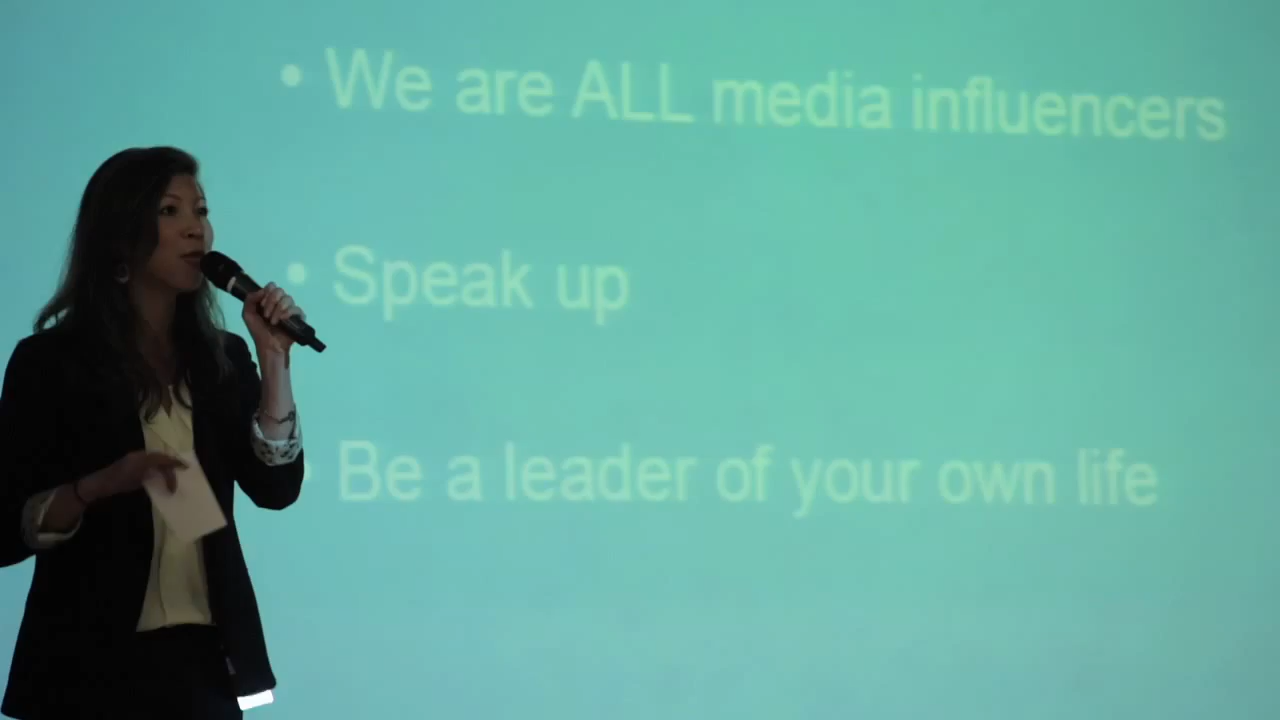 • We are ALL media influencers
• Speak up
• Be a leader of your own life